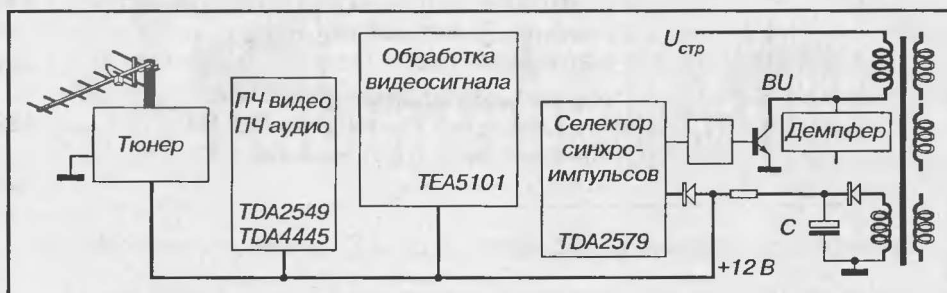 Тюнер
ПЧ видео
ПЧ аудио
TDA2549
TDA4445
Обработка
видеосигнала
TEA5101
Селектор
синхро-
импульсов
TDA2579
Uстр
BU
Демпфер
C
+12 В